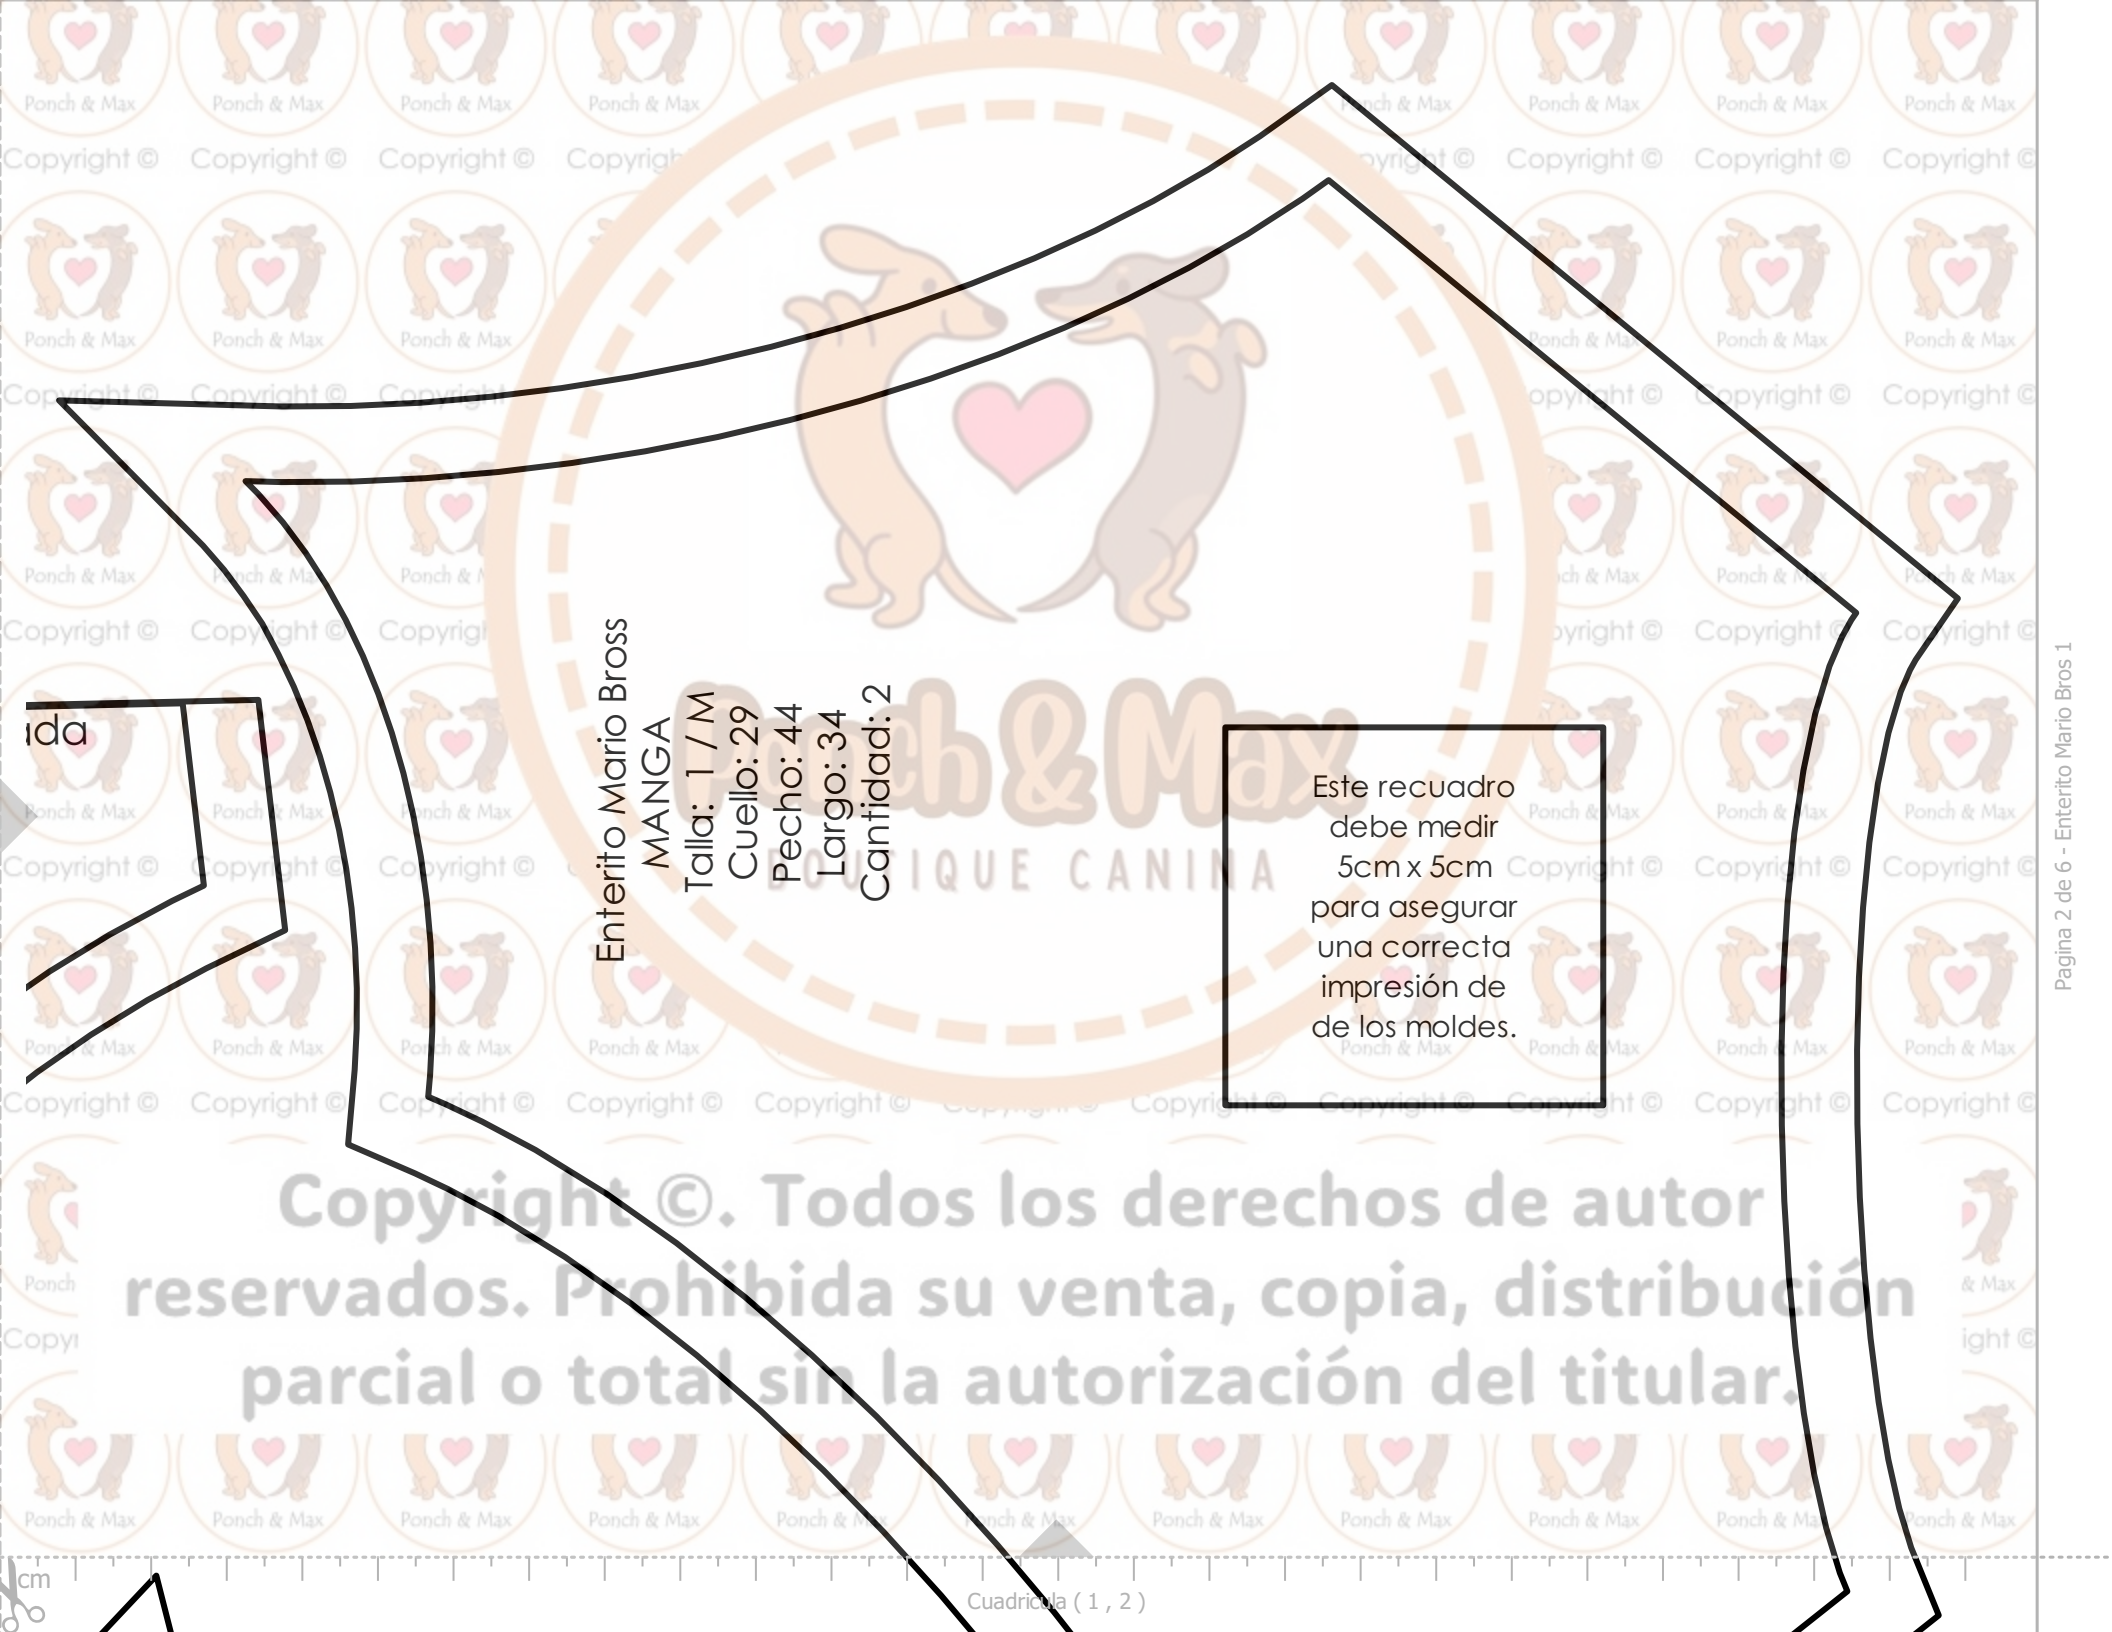 Ponch & Max
Copyright ©
ada
Enterito Mario Bross
MANGA
Talla: 1 / M
Cuello: 29
Pecho: 44
Largo: 34
Cantidad: 2
Ponch & Max
BOUTIQUE CANINA
Este recuadro
debe medir
5cm x 5cm
para asegurar
una correcta
impresión de
de los moldes.
Copyright ©. Todos los derechos de autor
reservados. Prohibida su venta, copia, distribución
parcial o total sin la autorización del titular.
cm
Cuadricula ( 1 , 2 )
Pagina 2 de 6 - Enterito Mario Bros 1